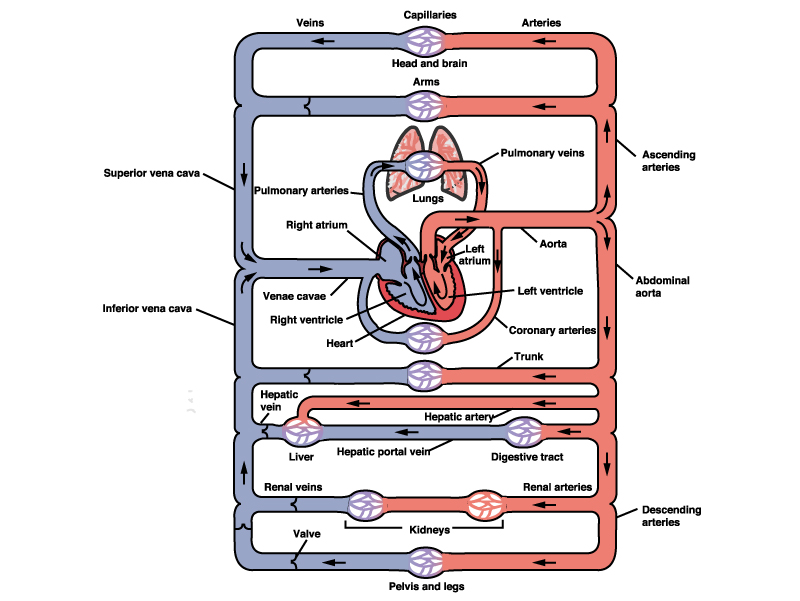 Capillaries
Veins
Arteries
Head and brain
Arms
Pulmonary veins
Ascending
arteries
Superior vena cava
Pulmonary arteries
Lungs
Right atrium
Left
atrium
Aorta
Abdominal
aorta
Venae cavae
Left ventricle
Inferior vena cava
Right ventricle
Coronary arteries
Heart
Trunk
Hepatic
vein
Hepatic artery
Liver
Hepatic portal vein
Digestive tract
Renal veins
Renal arteries
Kidneys
Descending
arteries
Valve
Pelvis and legs